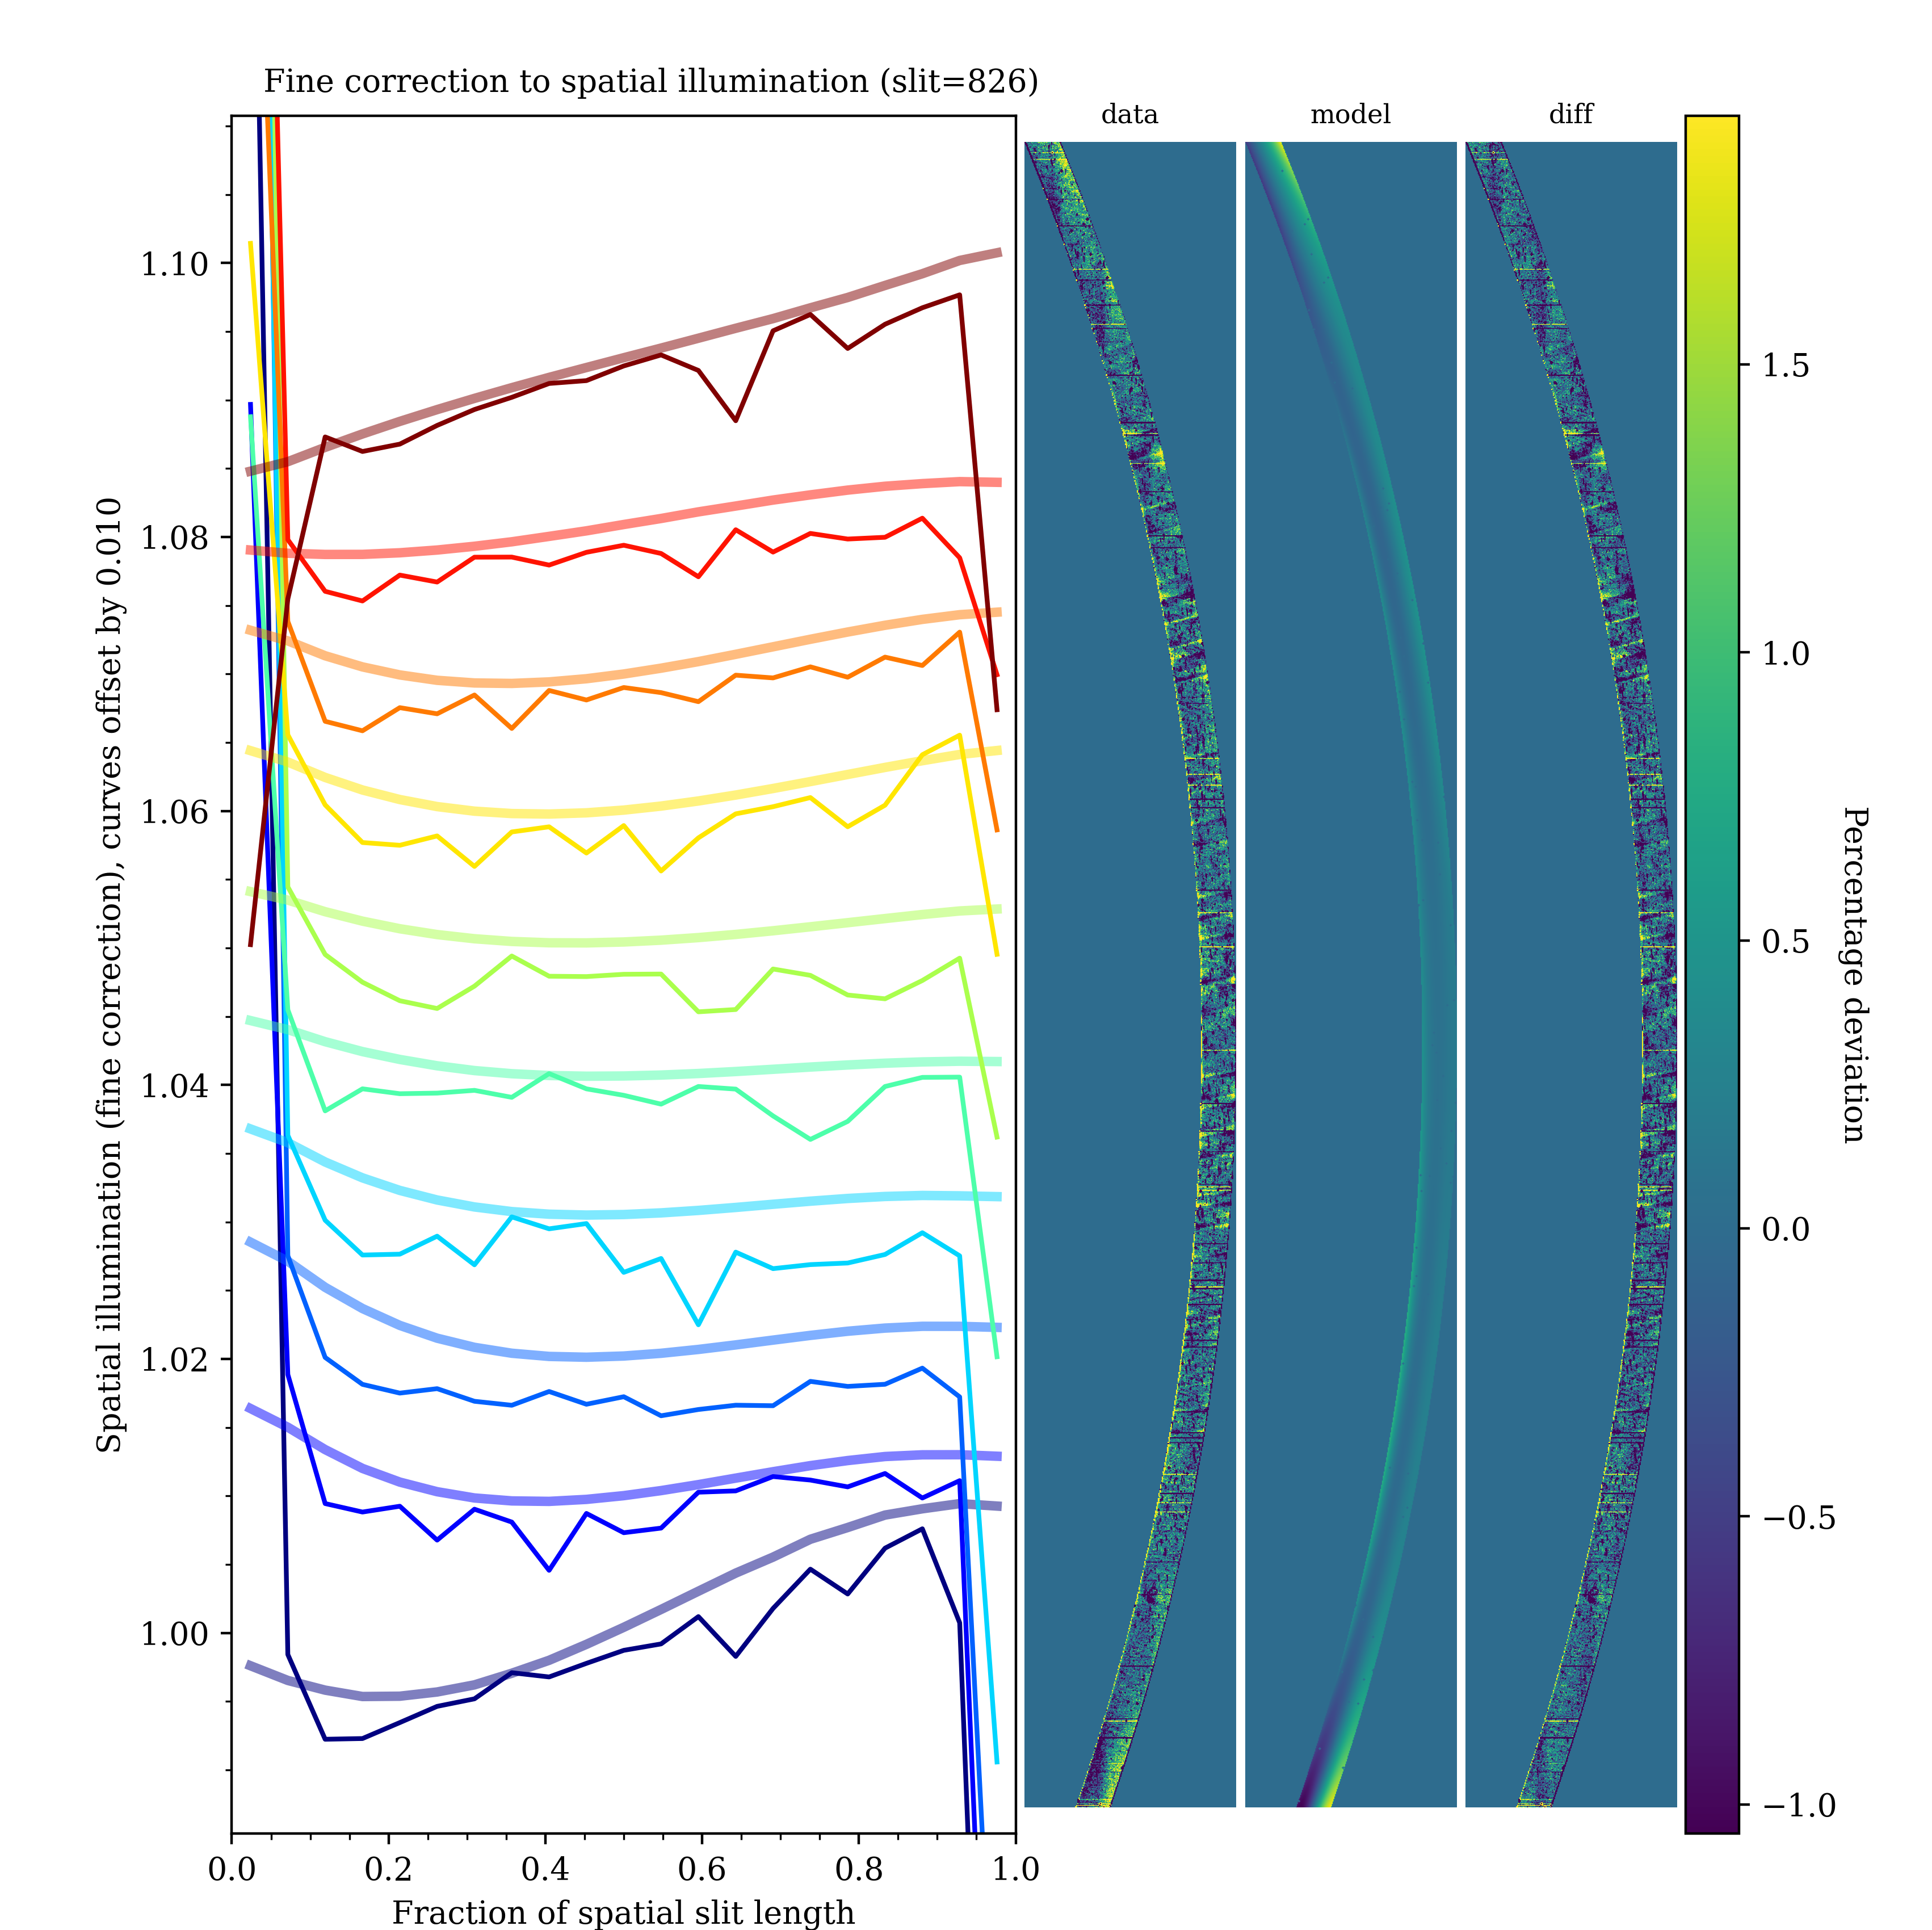 Fine correction to spatial illumination (slit=826)
data
model
diff
1.10
1.08
1.06
1.04
1.02
1.00
Spatial illumination (fine correction), curves offset by 0.010
0.0
0.2
0.4
0.6
0.8
1.0
Fraction of spatial slit length
1.5
1.0
0.5
0.0
−0.5
−1.0
Percentage deviation